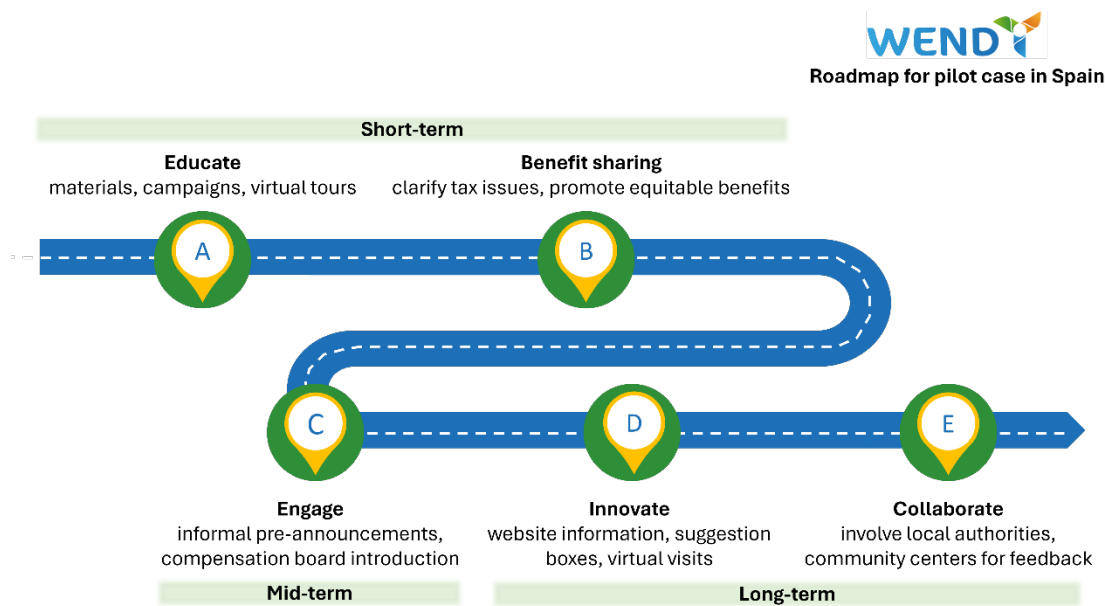 WENDY
Roadmap for pilot case in Spain
Short-term
Educate
materials, campaigns, virtual tours
Benefit sharing
clarify tax issues, promote equitable benefits
A
B
C
D
E
Engage
informal pre-announcements,
compensation board introduction
Innovate
website information, suggestion
boxes, virtual visits
Collaborate
involve local authorities,
community centers for feedback
Mid-term
Long-term